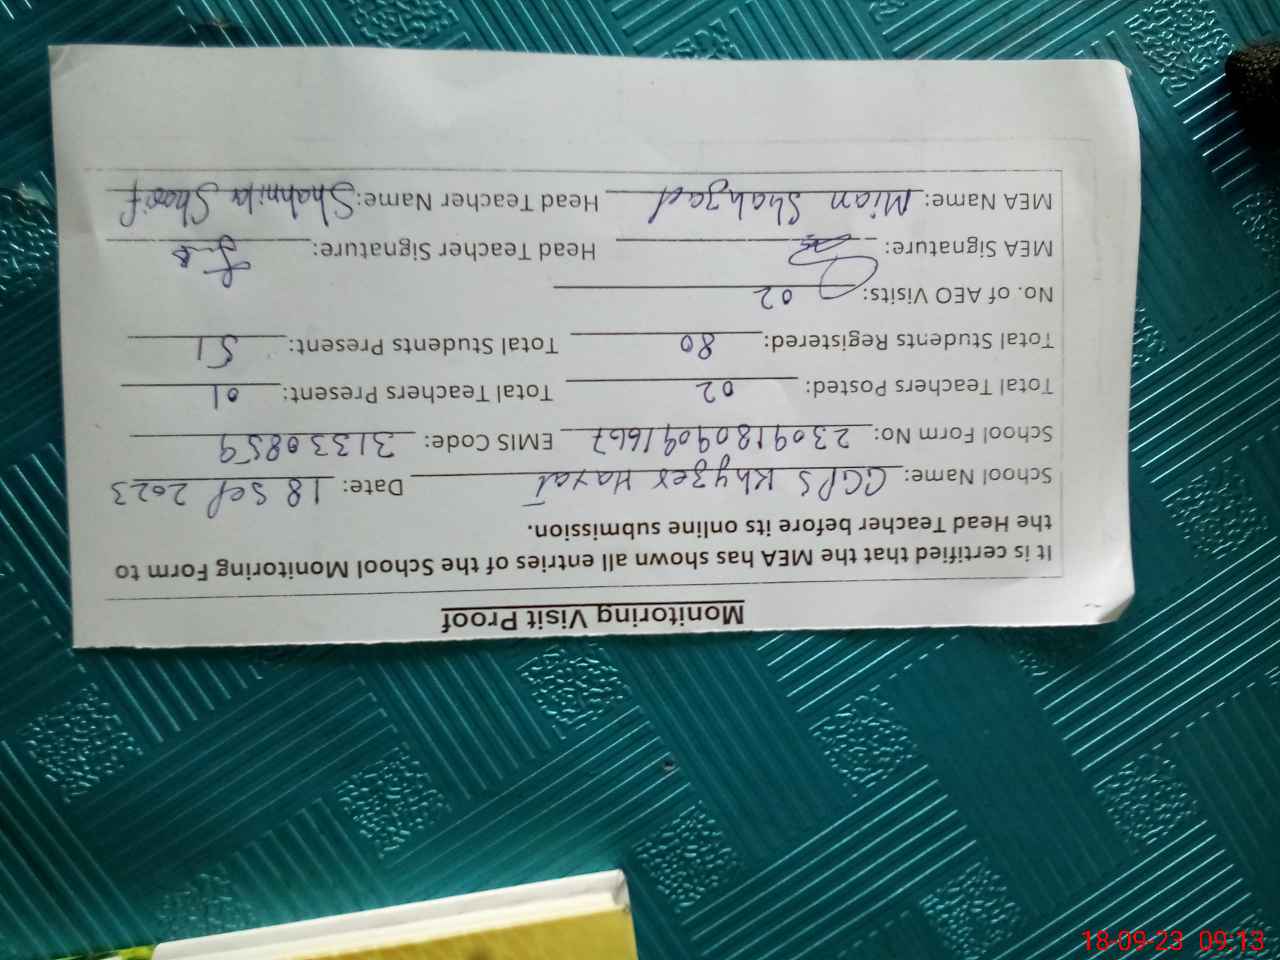 Monitoring Visit Proof
It is certified that the MEA has shown all entries of the School Monitoring Form to
the Head Teacher before its online submission.
School Name: GGPS Khyzer Hayat Date: 18 Sep 2023
School Form No: 230918090941667 EMIS Code: 31330859
Total Teachers Posted: 02 Total Teachers Present: 01
Total Students Registered: 80 Total Students Present: 51
No. of AEO Visits: 02
MEA Signature: Head Teacher Signature:
MEA Name: Mian Shahzad Head Teacher Name: Shahnila Sharif
18-09-23 09:13